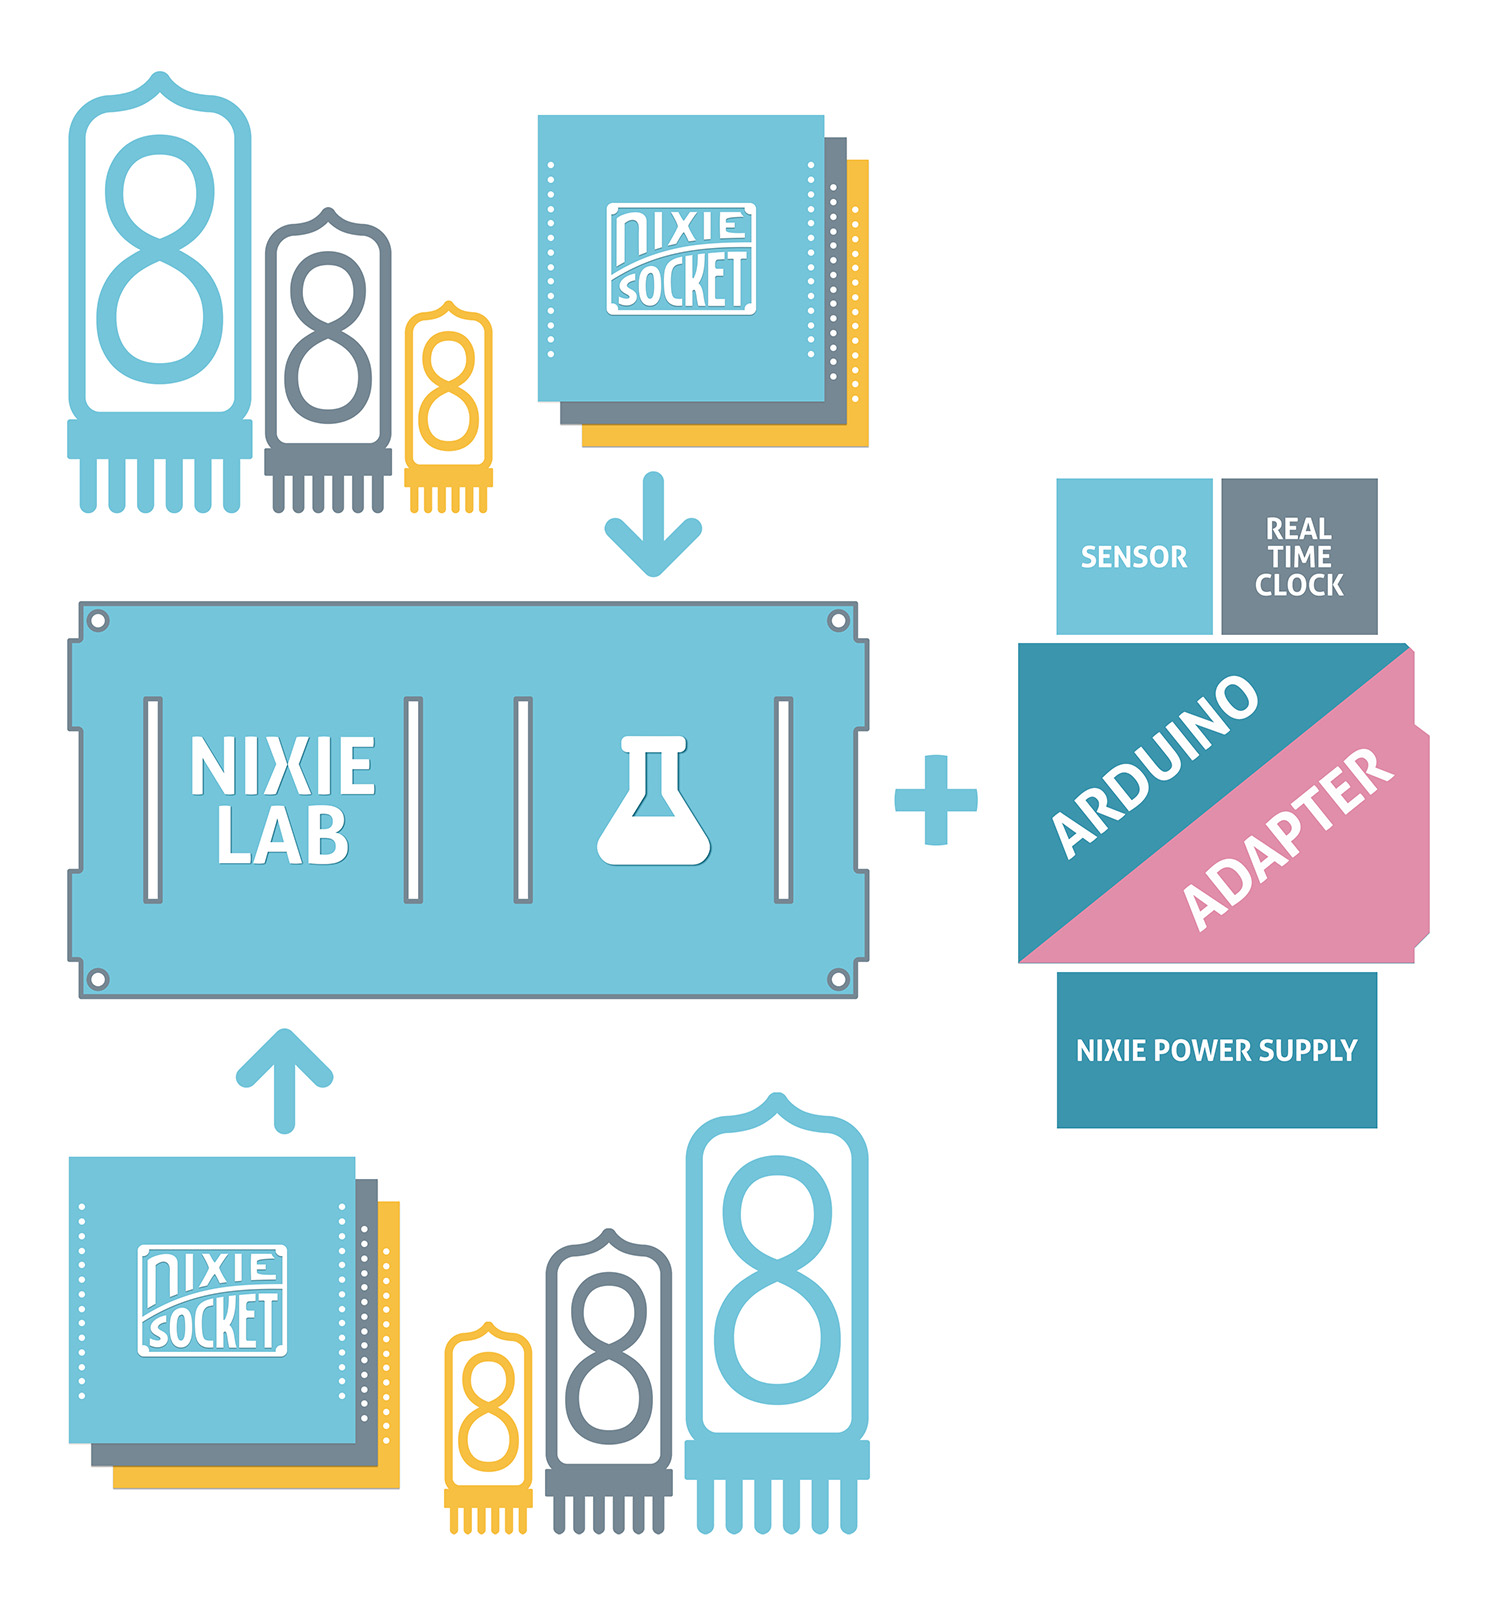 8
8
8
NIXIE
SOCKET
SENSOR
REAL
TIME
CLOCK
NIXIE
LAB
ARDUINO
ADAPTER
NIXIE POWER SUPPLY
NIXIE
SOCKET
8
8
8